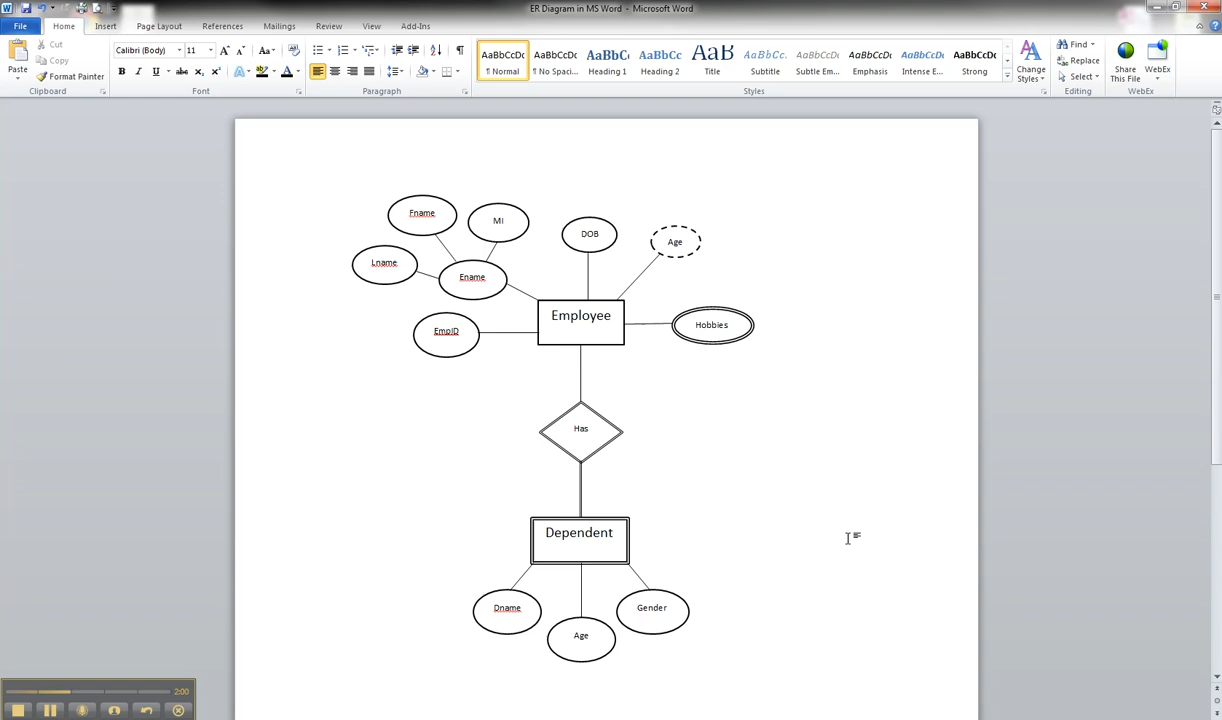 ER Diagram in MS Word - Microsoft Word
File Home Insert Page Layout References Mailings Review View Add-Ins
Paste
Cut
Copy
Format Painter
Clipboard
Calibri (Body) 11
Font
Paragraph
AaBbCcDc AaBbCcDc AaBbCc AaBbCc AaB AaBbCc. AaBbCcDc AaBbCcDc AaBbCcDc AaBbCcDc
¶ Normal ¶ No Spaci... Heading 1 Heading 2 Title Subtitle Subtle Em... Emphasis Intense E... Strong
Styles
Change
Styles
Find
Replace
Select
Editing
Share
This File
WebEx
WebEx
Fname
MI
DOB
Age
Lname
Ename
Employee
EmpID
Hobbies
Has
Dependent
Dname
Gender
Age
2:00